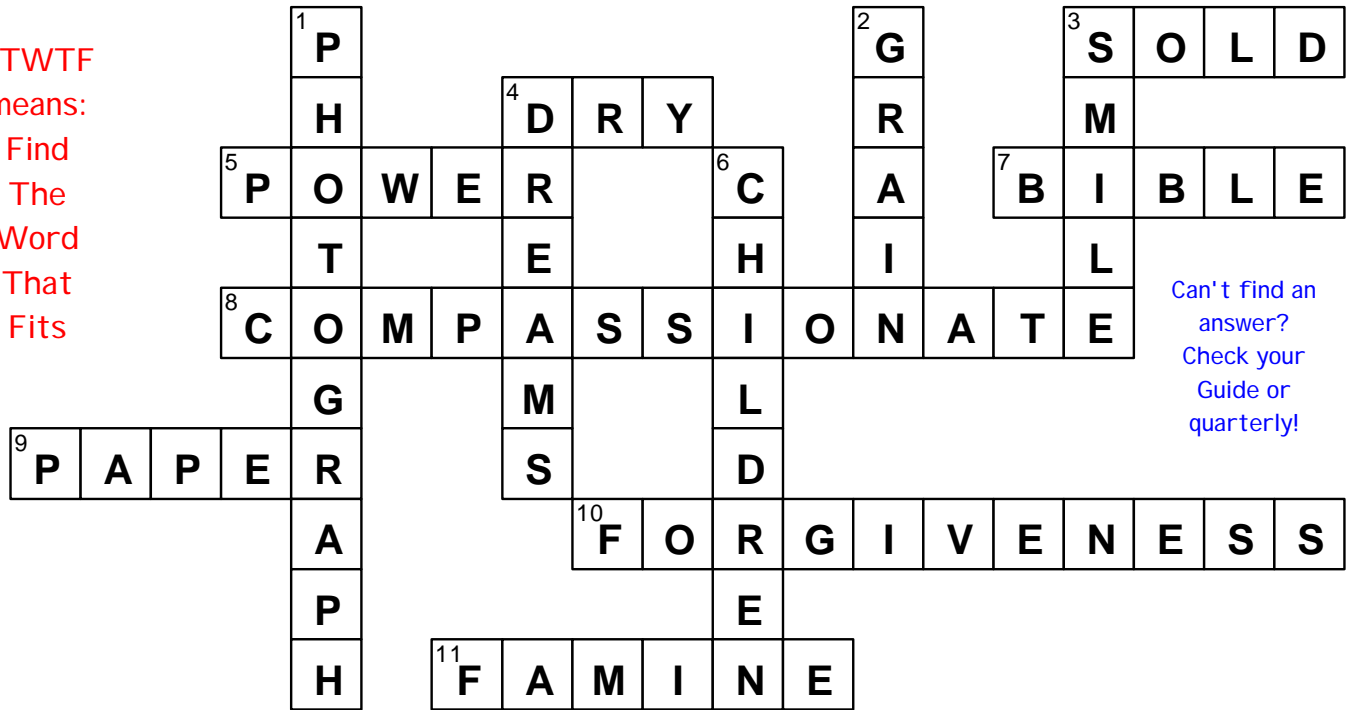 TWTF
means:
Find
The
Word
That
Fits
1 P 2 G 3 S O L D
H 4 D R Y R M
5 P O W E R 6 C A 7 B I B L E
T E H I L
8 C O M P A S S I O N A T E
G M L
9 P A P E R S D
A 10 F O R G I V E N E S S
P E
H 11 F A M I N E
Can't find an
answer?
Check your
Guide or
quarterly!